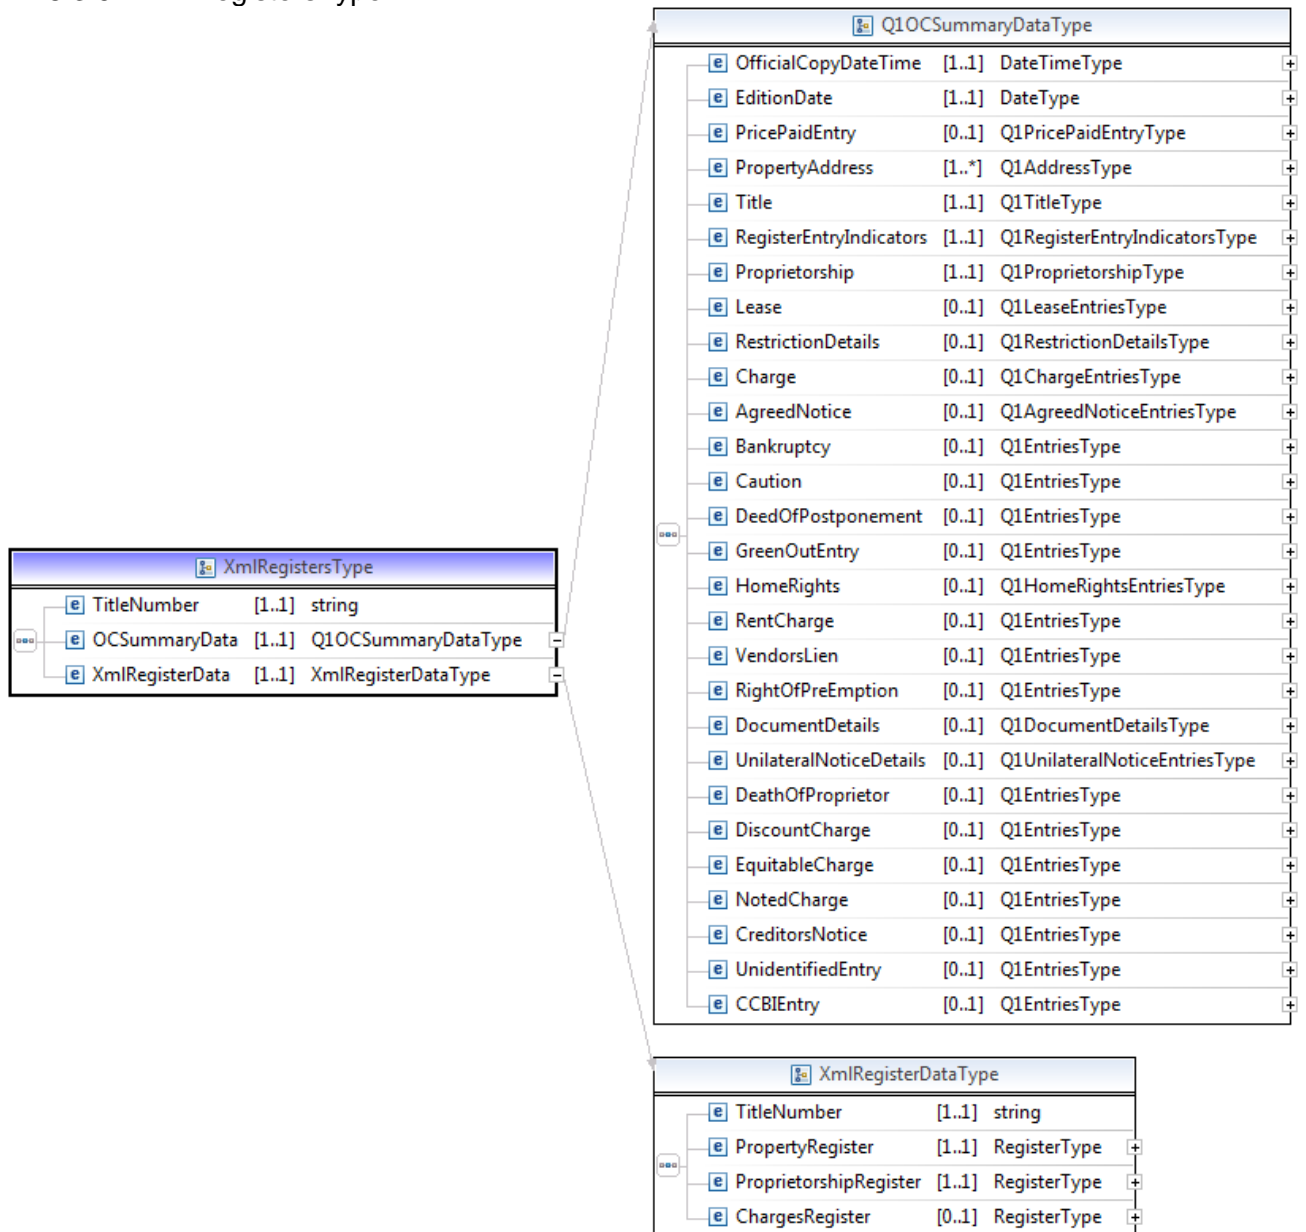 Q1OCSummaryDataType
OfficialCopyDateTime [1..1] DateTimeType
EditionDate [1..1] DateType
PricePaidEntry [0..1] Q1PricePaidEntryType
PropertyAddress [1..*] Q1AddressType
Title [1..1] Q1TitleType
RegisterEntryIndicators [1..1] Q1RegisterEntryIndicatorsType
Proprietorship [1..1] Q1ProprietorshipType
Lease [0..1] Q1LeaseEntriesType
RestrictionDetails [0..1] Q1RestrictionDetailsType
Charge [0..1] Q1ChargeEntriesType
AgreedNotice [0..1] Q1AgreedNoticeEntriesType
Bankruptcy [0..1] Q1EntriesType
Caution [0..1] Q1EntriesType
DeedOfPostponement [0..1] Q1EntriesType
GreenOutEntry [0..1] Q1EntriesType
HomeRights [0..1] Q1HomeRightsEntriesType
RentCharge [0..1] Q1EntriesType
VendorsLien [0..1] Q1EntriesType
RightOfPreEmption [0..1] Q1EntriesType
DocumentDetails [0..1] Q1DocumentDetailsType
UnilateralNoticeDetails [0..1] Q1UnilateralNoticeEntriesType
DeathOfProprietor [0..1] Q1EntriesType
DiscountCharge [0..1] Q1EntriesType
EquitableCharge [0..1] Q1EntriesType
NotedCharge [0..1] Q1EntriesType
CreditorsNotice [0..1] Q1EntriesType
UnidentifiedEntry [0..1] Q1EntriesType
CCBIEntry [0..1] Q1EntriesType
XmlRegistersType
TitleNumber [1..1] string
OCSummaryData [1..1] Q1OCSummaryDataType
XmlRegisterData [1..1] XmlRegisterDataType
XmlRegisterDataType
TitleNumber [1..1] string
PropertyRegister [1..1] RegisterType
ProprietorshipRegister [1..1] RegisterType
ChargesRegister [0..1] RegisterType